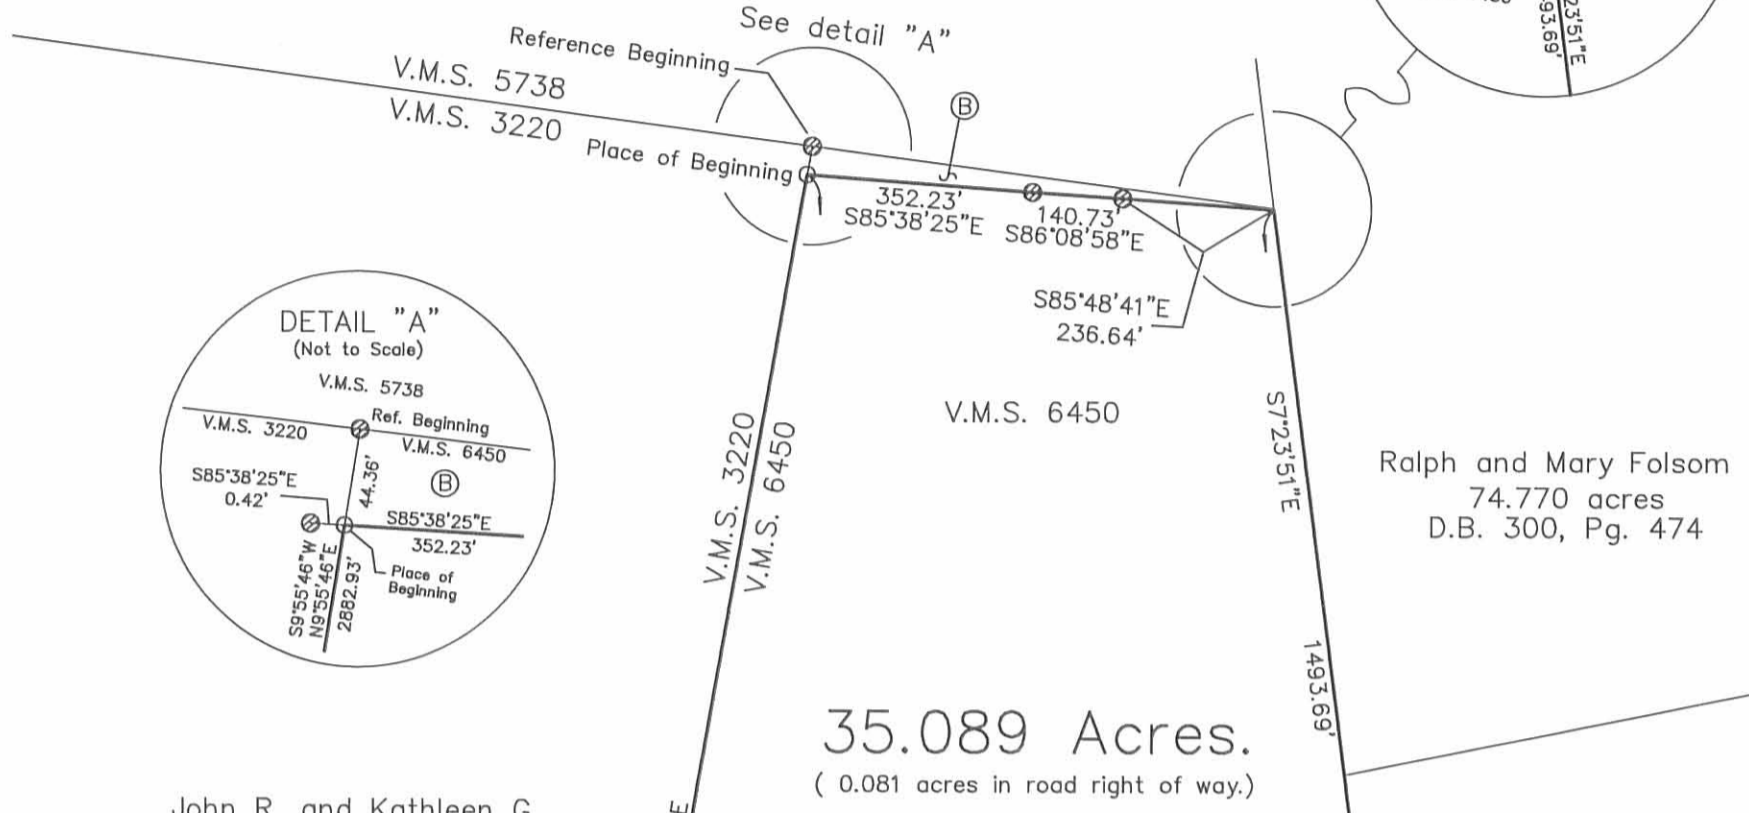 See detail "A"
Reference Beginning
V.M.S. 5738
V.M.S. 3220
Place of Beginning
B
352.23'
S85°38'25"E
140.73'
S86°08'58"E
S85°48'41"E
236.64'
23'51"E
93.69'
DETAIL "A"
(Not to Scale)
V.M.S. 5738
V.M.S. 3220
Ref. Beginning
V.M.S. 6450
S85°38'25"E
0.42'
44.36'
B
S85°38'25"E
352.23'
S9°55'46"W
N9°55'46"E
2882.93'
Place of
Beginning
V.M.S. 3220
V.M.S. 6450
V.M.S. 6450
S7°23'51"E
1493.69'
Ralph and Mary Folsom
74.770 acres
D.B. 300, Pg. 474
35.089 Acres.
( 0.081 acres in road right of way.)
John R. and Kathleen G.
E